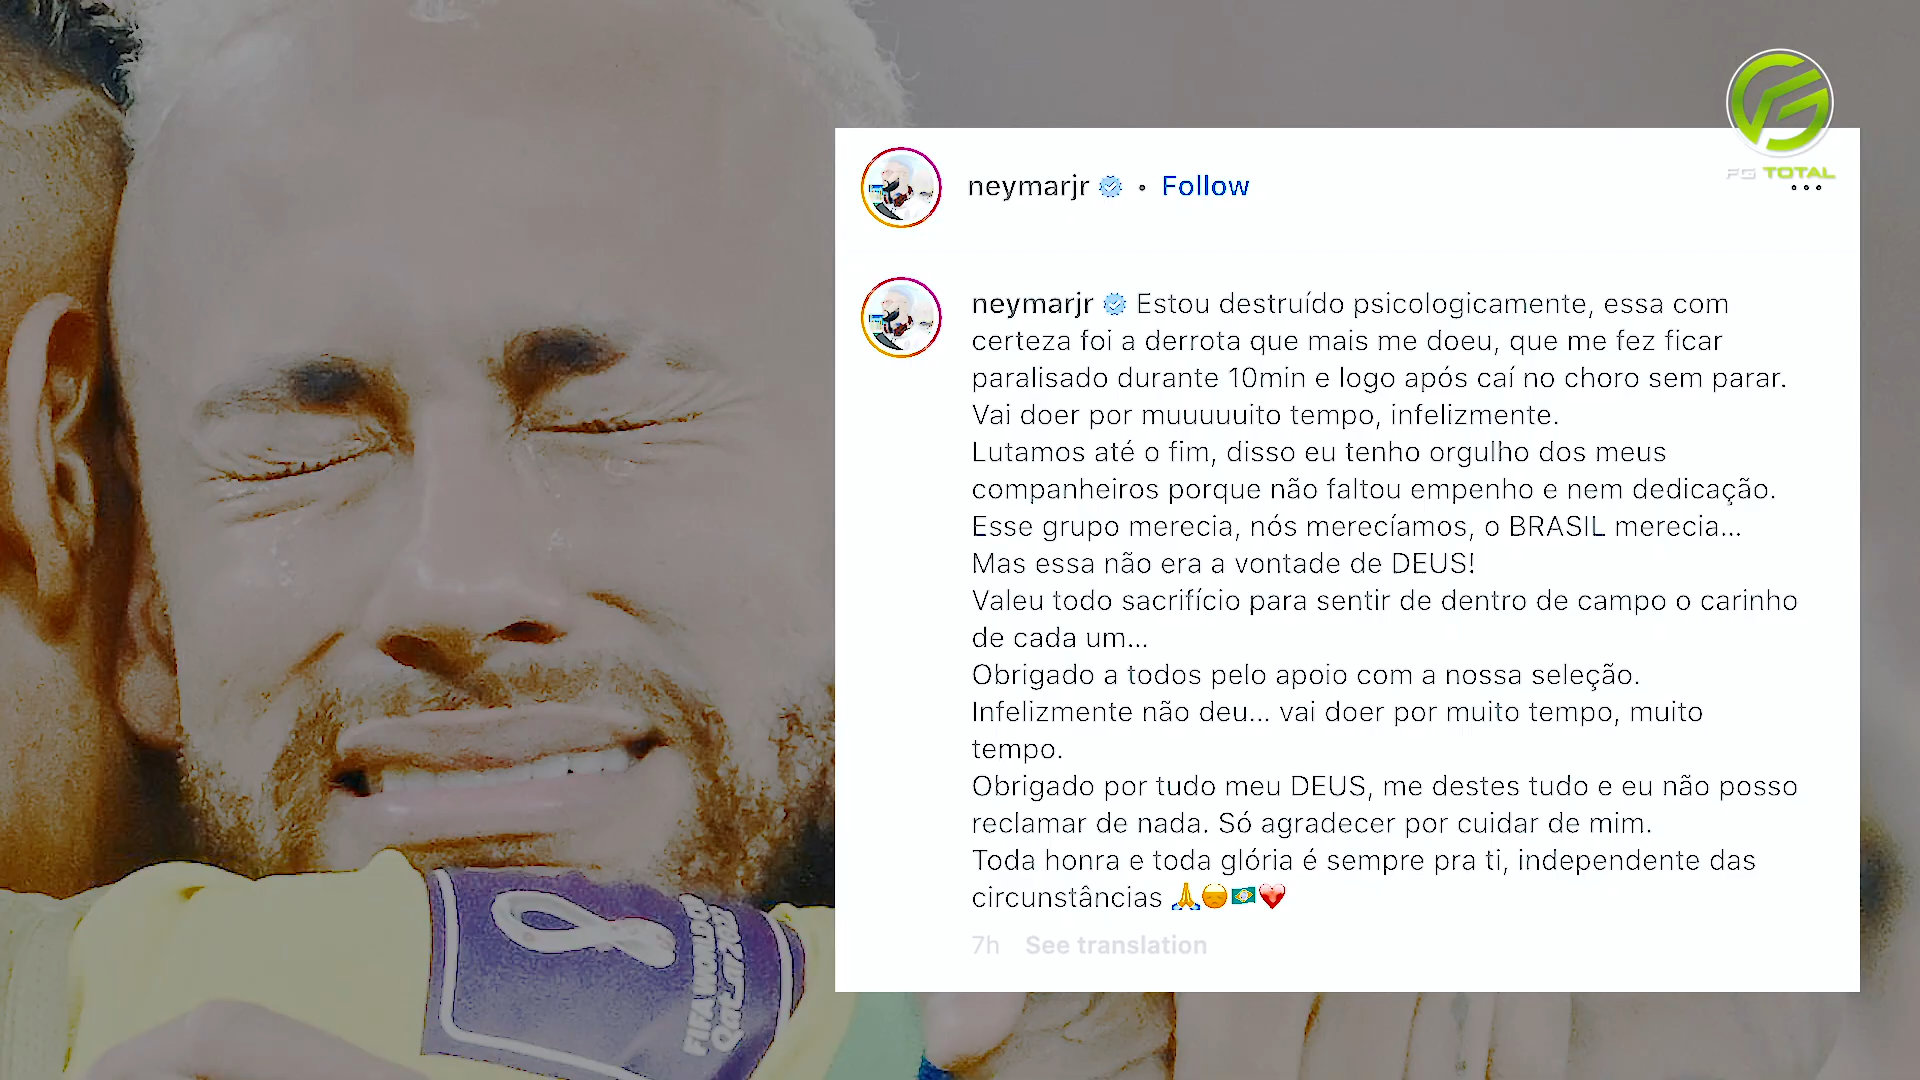 FG TOTAL
neymarjr • Follow
neymarjr Estou destruído psicologicamente, essa com
certeza foi a derrota que mais me doeu, que me fez ficar
paralisado durante 10min e logo após caí no choro sem parar.
Vai doer por muuuuuito tempo, infelizmente.
Lutamos até o fim, disso eu tenho orgulho dos meus
companheiros porque não faltou empenho e nem dedicação.
Esse grupo merecia, nós merecíamos, o BRASIL merecia...
Mas essa não era a vontade de DEUS!
Valeu todo sacrifício para sentir de dentro de campo o carinho
de cada um...
Obrigado a todos pelo apoio com a nossa seleção.
Infelizmente não deu... vai doer por muito tempo, muito
tempo.
Obrigado por tudo meu DEUS, me destes tudo e eu não posso
reclamar de nada. Só agradecer por cuidar de mim.
Toda honra e toda glória é sempre pra ti, independente das
circunstâncias 🙏😔🇧🇷❤️
7h See translation
FIFA WORLD CUP
Qatar2022